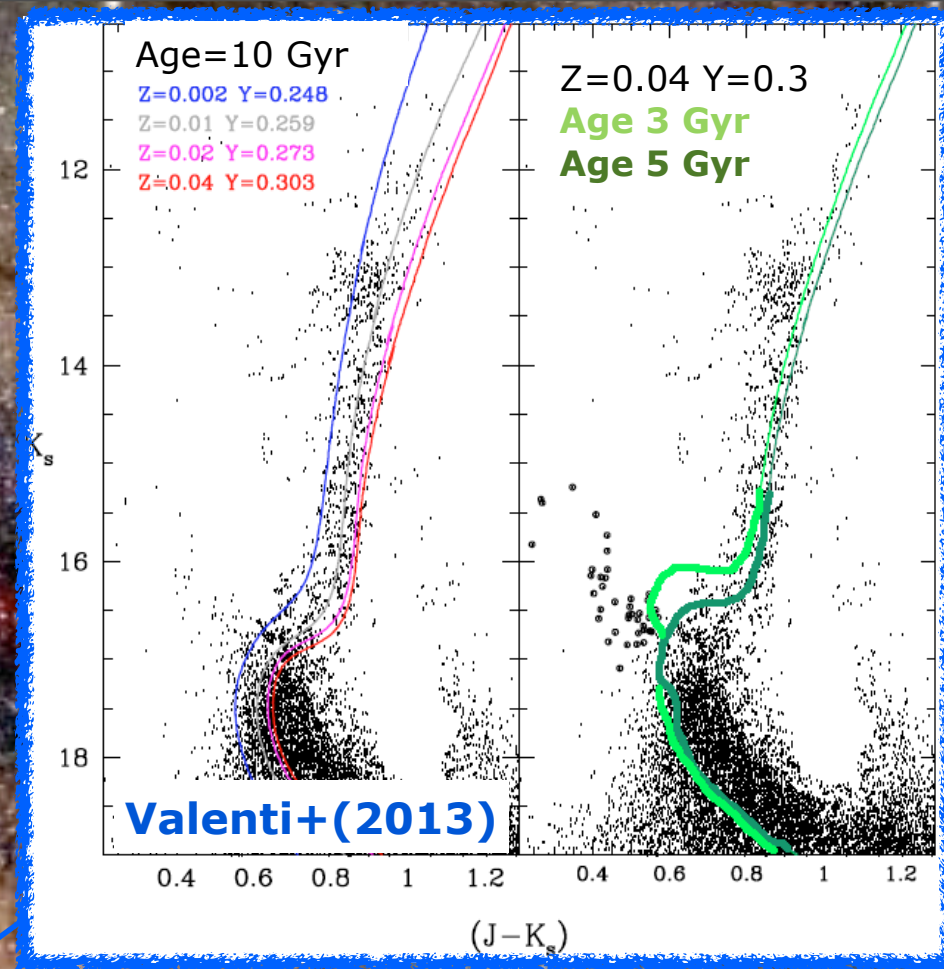 Age=10 Gyr
Z=0.002 Y=0.248
Z=0.01 Y=0.259
Z=0.02 Y=0.273
Z=0.04 Y=0.303
Z=0.04 Y=0.3
Age 3 Gyr
Age 5 Gyr
12
14
K_s
16
18
Valenti+(2013)
0.4 0.6 0.8 1 1.2 0.4 0.6 0.8 1 1.2
(J−K_s)